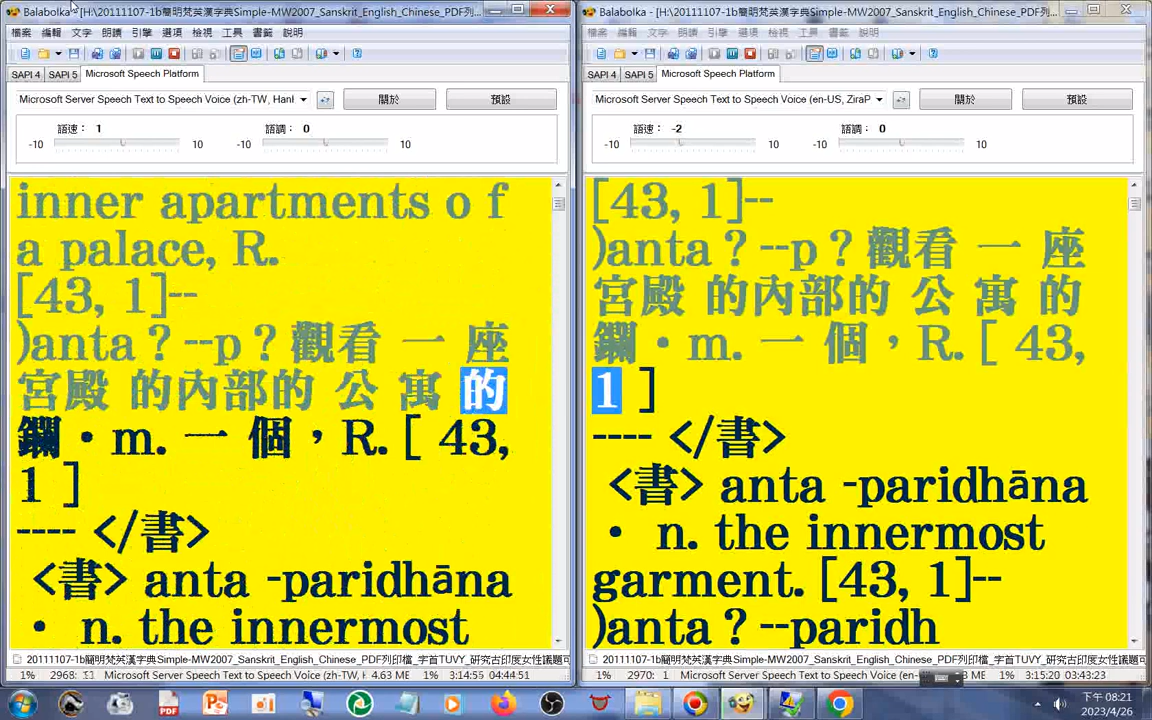 Balabolka - [H:\20111107-1b簡明梵英漢字典Simple-MW2007_Sanskrit_English_Chinese_PDF列...
檔案 編輯 文字 朗讀 引擎 選項 檢視 工具 書籤 說明
SAPI 4 SAPI 5 Microsoft Speech Platform
Microsoft Server Speech Text to Speech Voice (zh-TW, Hanl
關於
預設
語速： 1 語調： 0
-10 10 -10 10
inner apartments o f
a palace, R.
[43, 1]--
)anta？--p？觀看 一 座
宮殿 的內部的 公 寓 的
鑭・m. 一 個，R. [ 43,
1 ]
---- </書>
<書> anta -paridhāna
• n. the innermost
20111107-1b簡明梵英漢字典Simple-MW2007_Sanskrit_English_Chinese_PDF列印檔_字首TUVY_研究古印度女性議題可
1% 2968: Microsoft Server Speech Text to Speech Voice (zh-TW, H 4.63 ME 1% 3:14:55 04:44:51
Balabolka - [H:\20111107-1b簡明梵英漢字典Simple-MW2007_Sanskrit_English_Chinese_PDF列...
檔案 編輯 文字 朗讀 引擎 選項 檢視 工具 書籤 說明
SAPI 4 SAPI 5 Microsoft Speech Platform
Microsoft Server Speech Text to Speech Voice (en-US, ZiraP
關於
預設
語速： -2 語調： 0
-10 10 -10 10
[43, 1]--
)anta？--p？觀看 一 座
宮殿 的內部的 公 寓 的
鑭・m. 一 個，R. [ 43,
1 ]
---- </書>
<書> anta -paridhāna
• n. the innermost
garment. [43, 1]--
)anta？--paridh
20111107-1b簡明梵英漢字典Simple-MW2007_Sanskrit_English_Chinese_PDF列印檔_字首TUVY_研究古印度女性議題可
1% 2970: 1 Microsoft Server Speech Text to Speech Voice (en-US, 1% 3:15:20 03:43:23
PDF
下午 08:21
2023/4/26